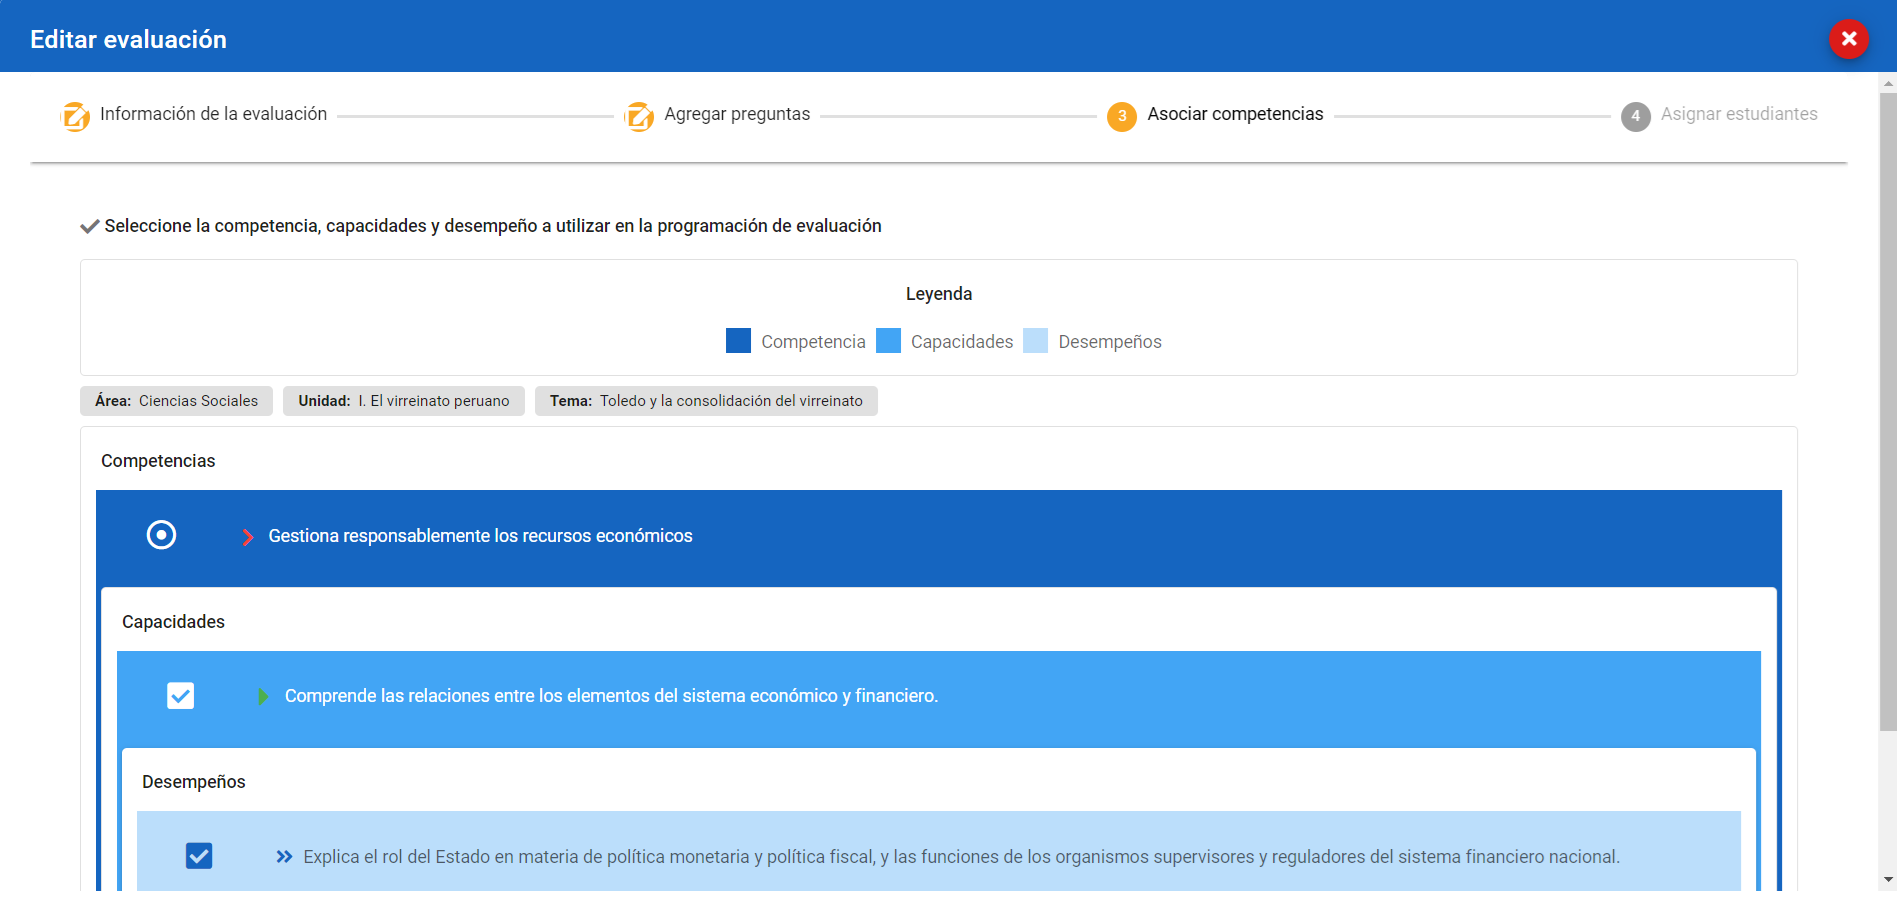 Editar evaluación
Información de la evaluación
Agregar preguntas
3 Asociar competencias
4 Asignar estudiantes
Seleccione la competencia, capacidades y desempeño a utilizar en la programación de evaluación
Leyenda
Competencia Capacidades Desempeños
Área: Ciencias Sociales Unidad: I. El virreinato peruano Tema: Toledo y la consolidación del virreinato
Competencias
Gestiona responsablemente los recursos económicos
Capacidades
Comprende las relaciones entre los elementos del sistema económico y financiero.
Desempeños
Explica el rol del Estado en materia de política monetaria y política fiscal, y las funciones de los organismos supervisores y reguladores del sistema financiero nacional.